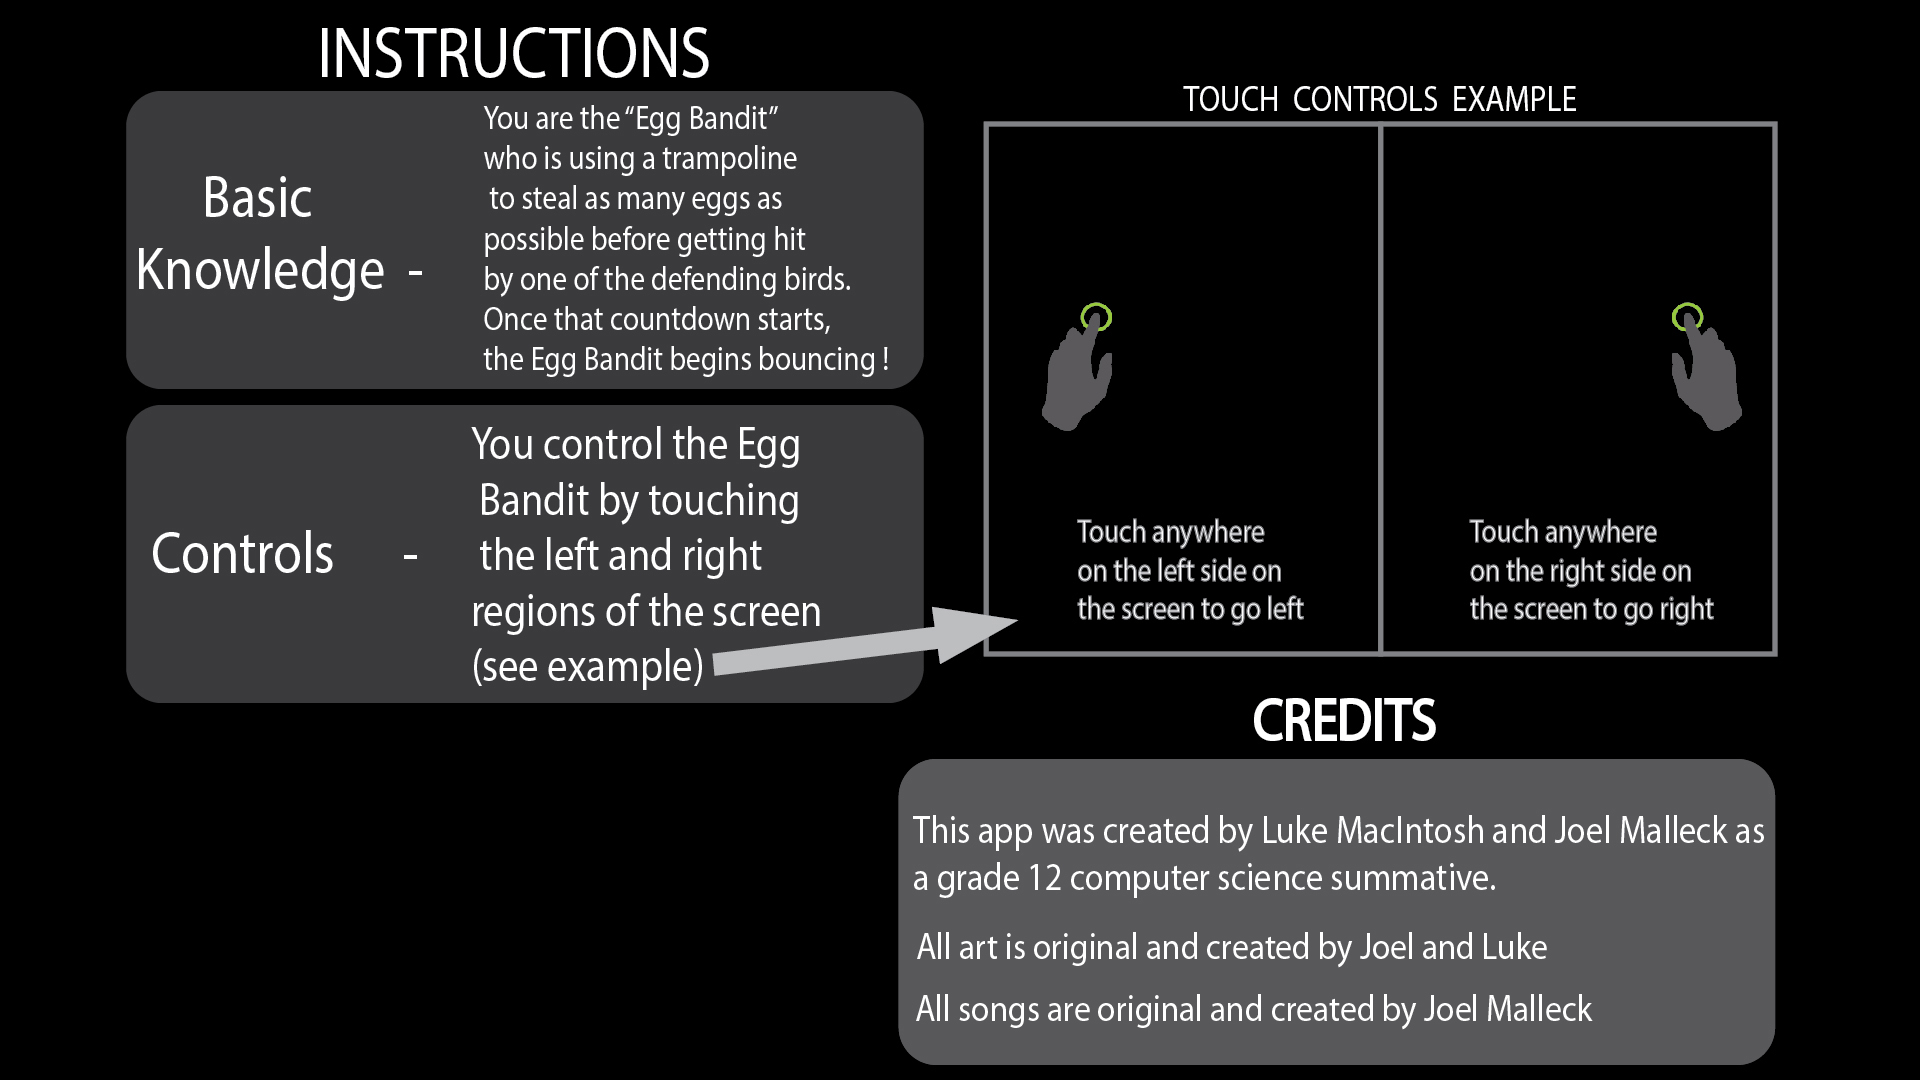 INSTRUCTIONS
Basic
Knowledge -
You are the “Egg Bandit”
who is using a trampoline
to steal as many eggs as
possible before getting hit
by one of the defending birds.
Once that countdown starts,
the Egg Bandit begins bouncing !
Controls -
You control the Egg
Bandit by touching
the left and right
regions of the screen
(see example)
TOUCH CONTROLS EXAMPLE
Touch anywhere
on the left side on
the screen to go left
Touch anywhere
on the right side on
the screen to go right
CREDITS
This app was created by Luke MacIntosh and Joel Malleck as
a grade 12 computer science summative.
All art is original and created by Joel and Luke
All songs are original and created by Joel Malleck